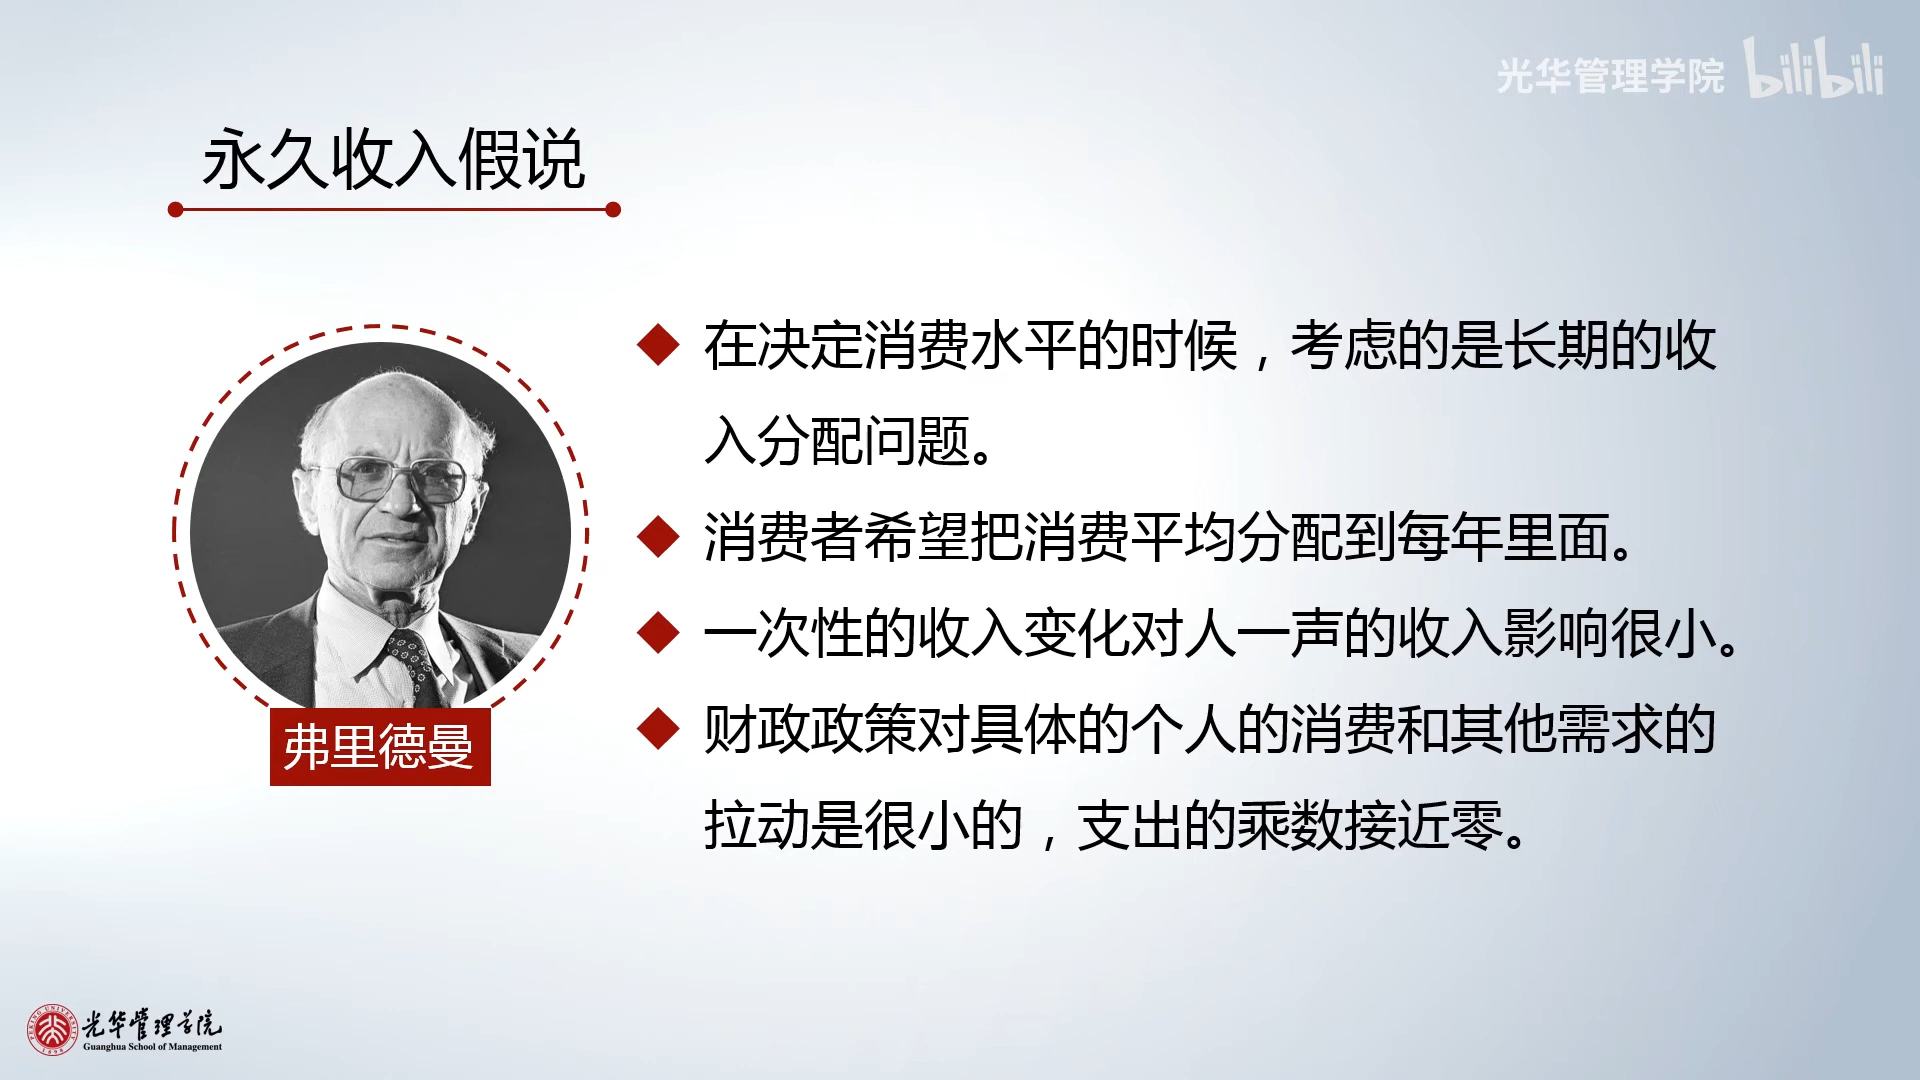 光华管理学院 bilibili
永久收入假说
在决定消费水平的时候，考虑的是长期的收
入分配问题。
消费者希望把消费平均分配到每年里面。
一次性的收入变化对人一声的收入影响很小。
财政政策对具体的个人的消费和其他需求的
拉动是很小的，支出的乘数接近零。
弗里德曼
PEKING UNIVERSITY
1898
光华管理学院
Guanghua School of Management